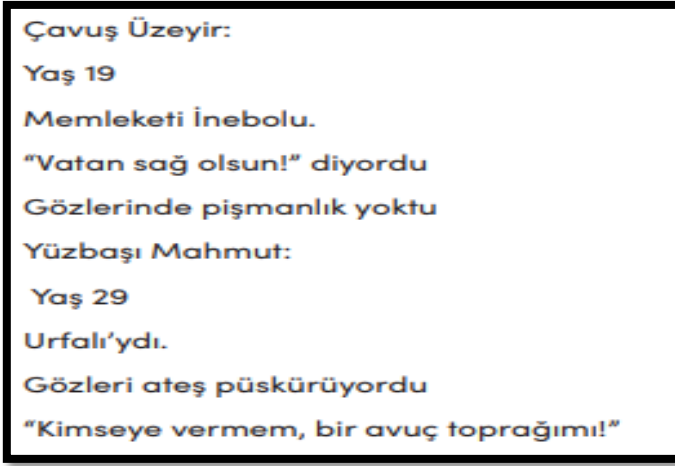 Çavuş Üzeyir:
Yaş 19
Memleketi İnebolu.
“Vatan sağ olsun!” diyordu
Gözlerinde pişmanlık yoktu
Yüzbaşı Mahmut:
Yaş 29
Urfalı’ydı.
Gözleri ateş püskürüyordu
“Kimseye vermem, bir avuç toprağımı!”